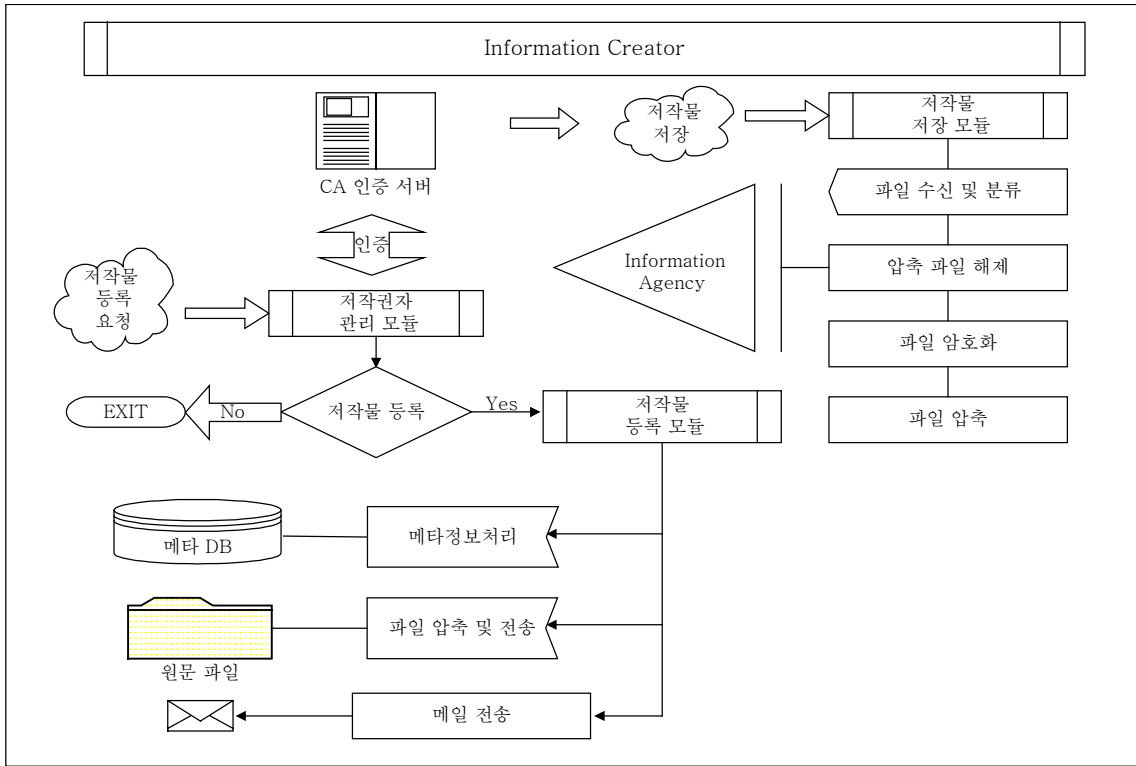 Information Creator
CA 인증 서버
저작물
저장
저작물
저장 모듈
파일 수신 및 분류
압축 파일 해제
파일 암호화
파일 압축
Information
Agency
인증
저작물
등록
요청
저작권자
관리 모듈
EXIT
No
저작물 등록
Yes
저작물
등록 모듈
메타 DB
메타정보처리
원문 파일
파일 압축 및 전송
메일 전송